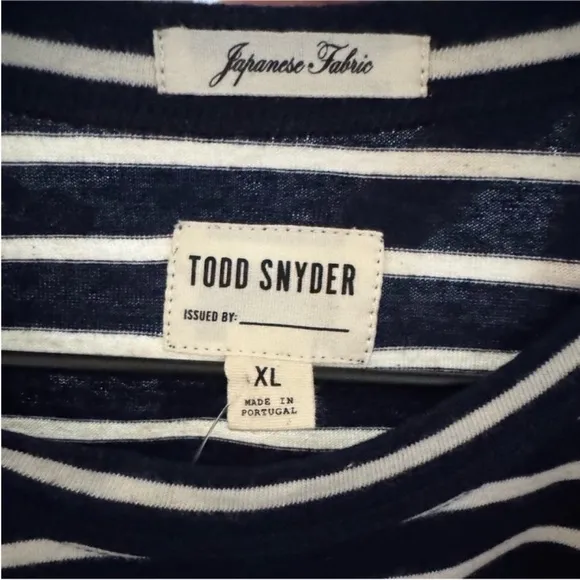 Japanese Fabric
TODD SNYDER
ISSUED BY:
XL
MADE IN
PORTUGAL